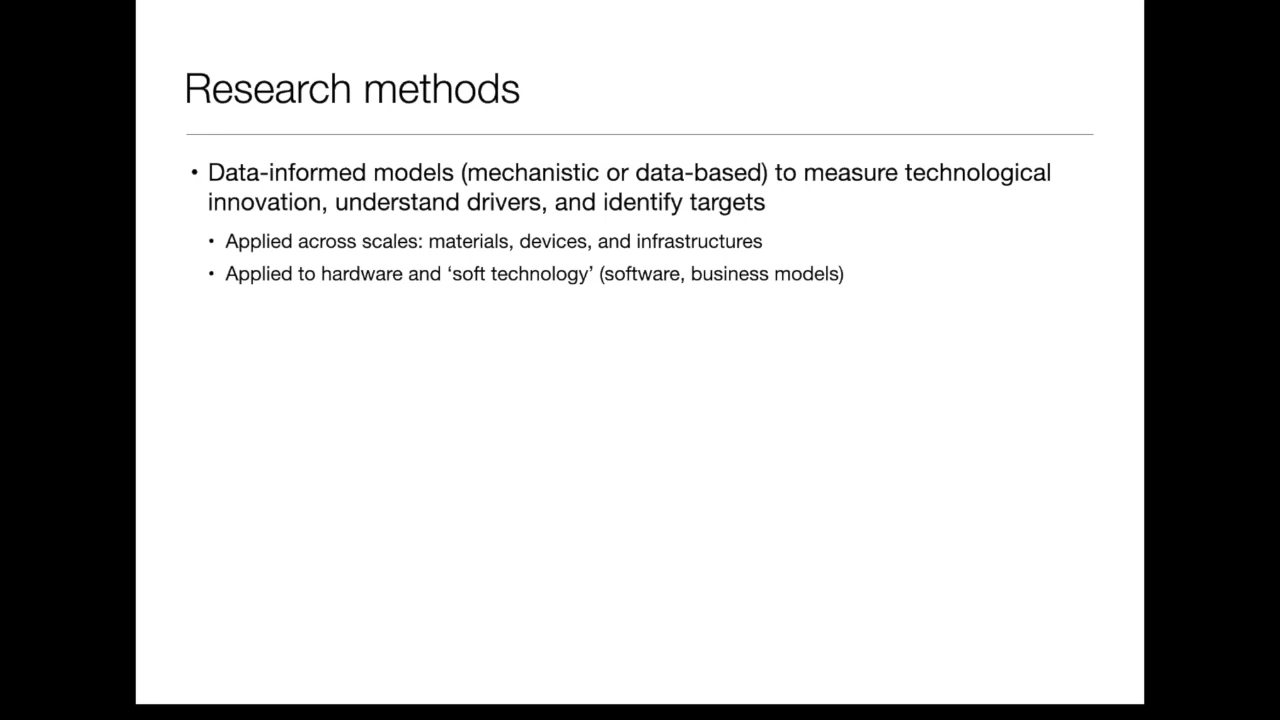 Research methods
• Data-informed models (mechanistic or data-based) to measure technological
innovation, understand drivers, and identify targets
• Applied across scales: materials, devices, and infrastructures
• Applied to hardware and ‘soft technology’ (software, business models)